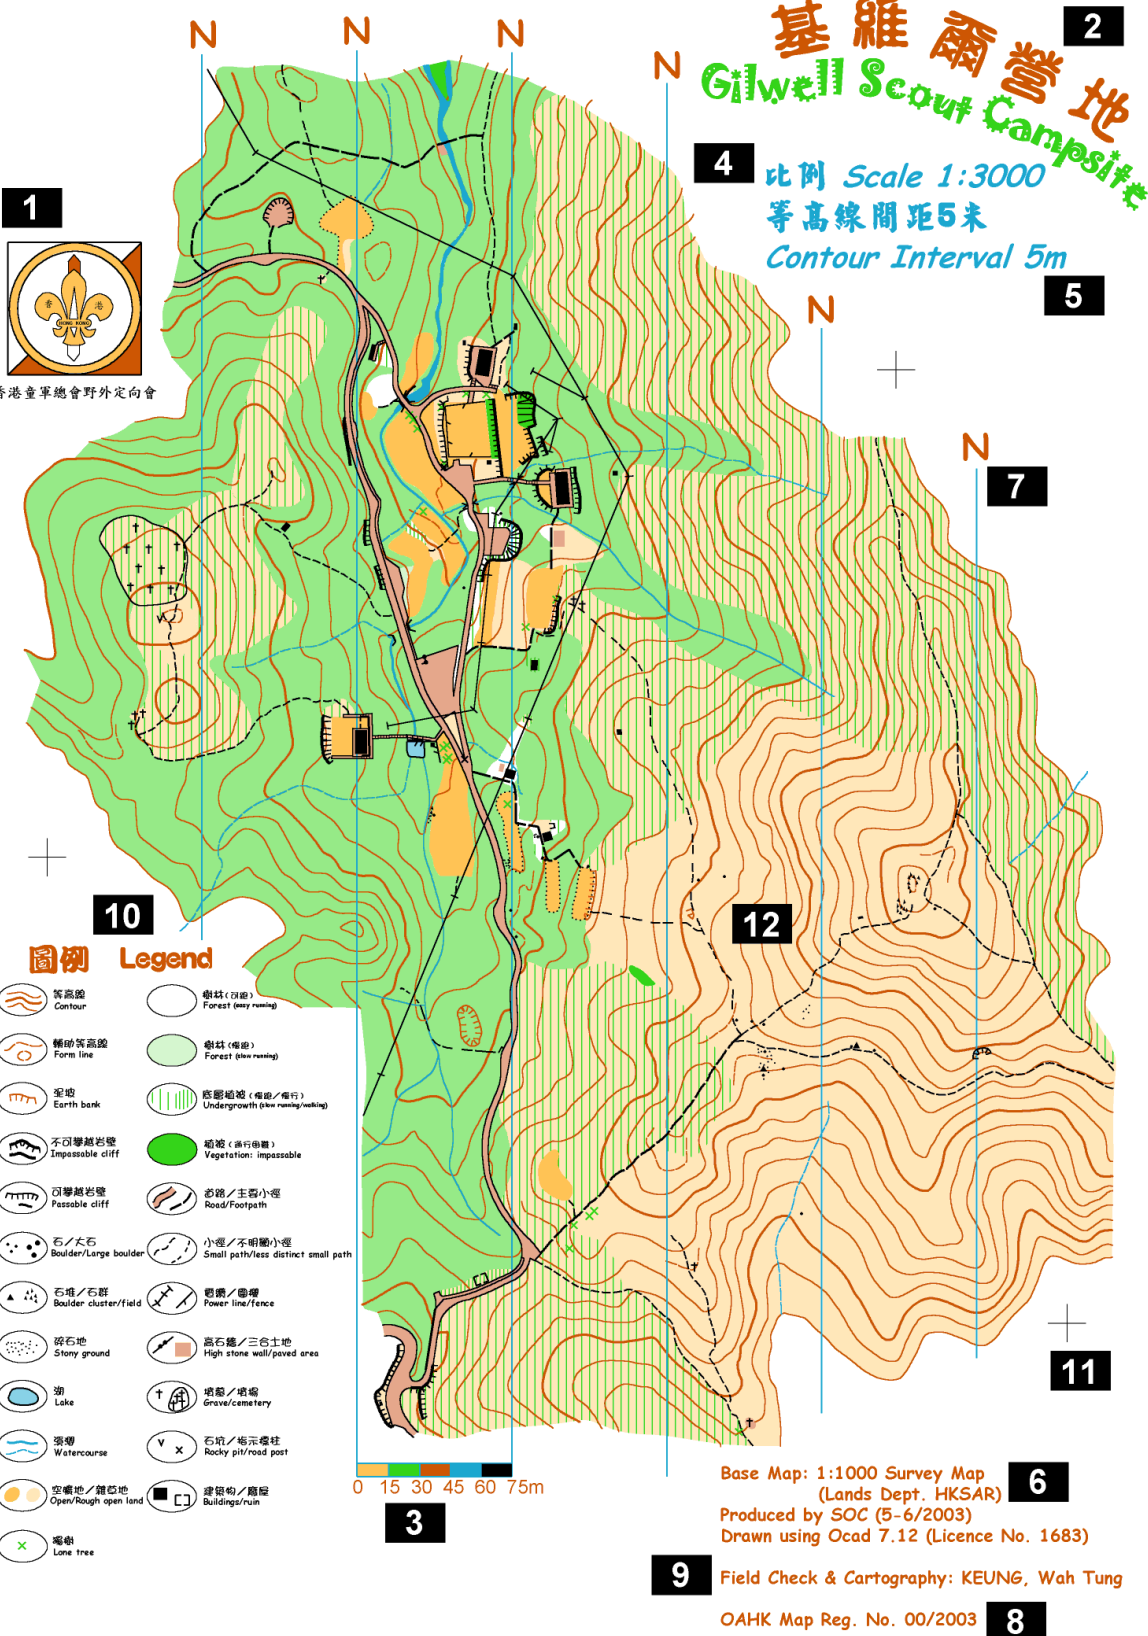 N
N
N
N
N
N
基維爾營地
Gilwell Scout Campsite
2
4
比例 Scale 1:3000
等高線間距5米
Contour Interval 5m
5
1
香港
HONG KONG
香港童軍總會野外定向會
7
10
12
圖例 Legend
等高線
Contour
樹林(可跑)
Forest (easy running)
輔助等高線
Form line
樹林(慢跑)
Forest (slow running)
泥坡
Earth bank
底層植被(慢跑/慢行)
Undergrowth (slow running/walking)
不可攀越岩壁
Impassable cliff
植被(通行困難)
Vegetation: impassable
可攀越岩壁
Passable cliff
道路/主要小徑
Road/Footpath
石/大石
Boulder/Large boulder
小徑/不明顯小徑
Small path/less distinct small path
石堆/石群
Boulder cluster/field
電纜/圍欄
Power line/fence
碎石地
Stony ground
高石牆/三合土地
High stone wall/paved area
湖
Lake
墳墓/墳場
Grave/cemetery
Watercourse
石坑/指示標柱
Rocky pit/road post
空曠地/雜草地
Open/Rough open land
建築物/廢屋
Buildings/ruin
獨樹
Lone tree
11
0 15 30 45 60 75m
3
Base Map: 1:1000 Survey Map
(Lands Dept. HKSAR)
6
Produced by SOC (5-6/2003)
Drawn using Ocad 7.12 (Licence No. 1683)
9
Field Check & Cartography: KEUNG, Wah Tung
OAHK Map Reg. No. 00/2003
8